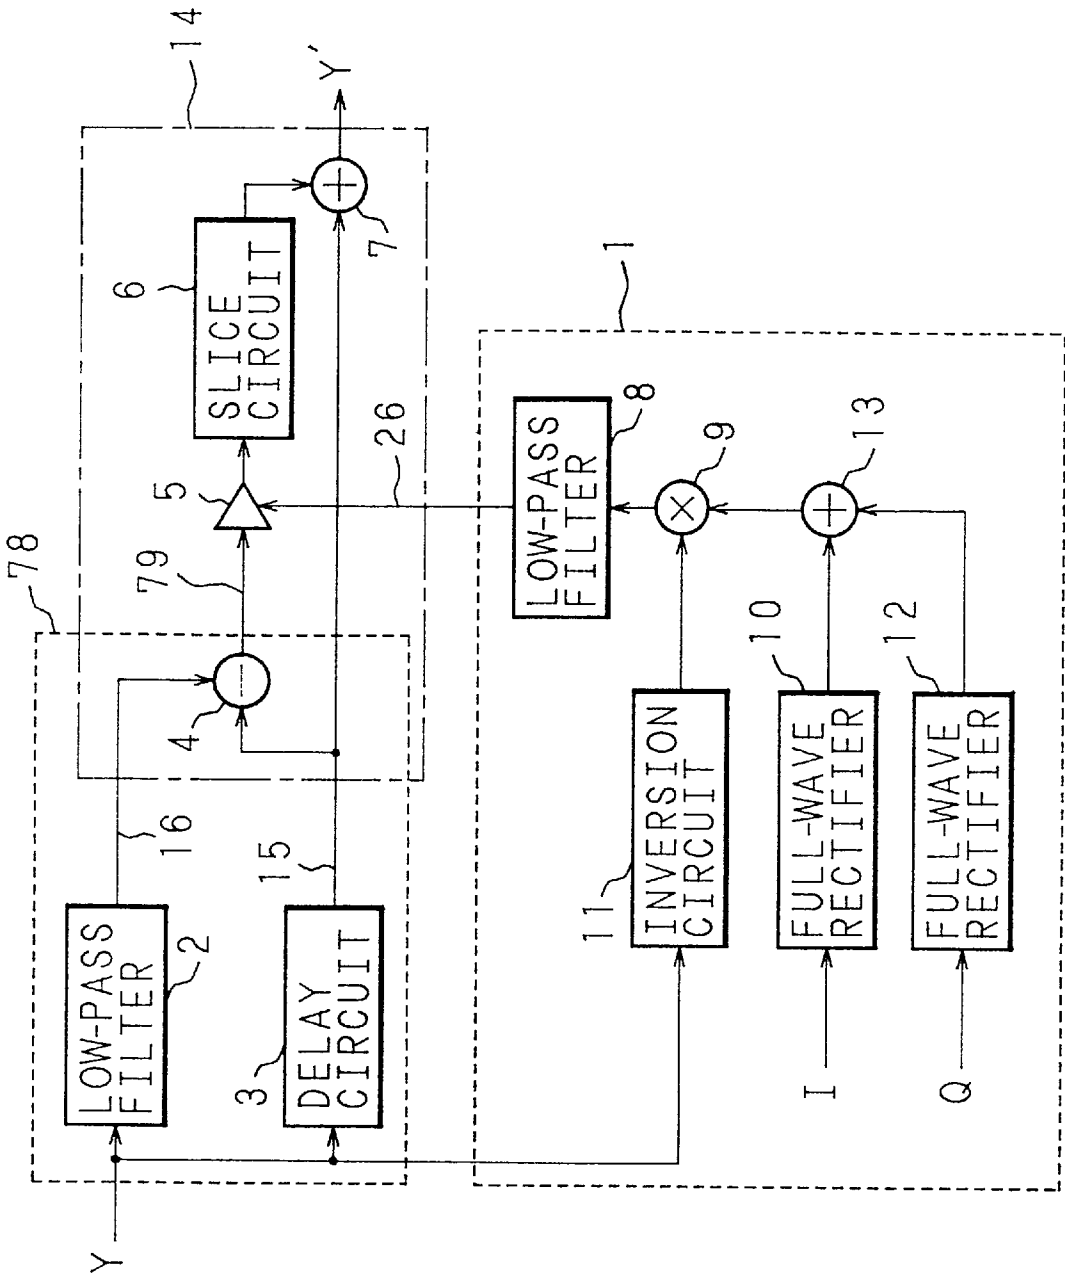 Y
LOW-PASS
FILTER
2
16
DELAY
CIRCUIT
3
15
78
4
79
5
SLICE
CIRCUIT
6
7
Y'
14
26
1
INVERSION
CIRCUIT
11
I
FULL-WAVE
RECTIFIER
10
Q
FULL-WAVE
RECTIFIER
12
LOW-PASS
FILTER
8
9
13